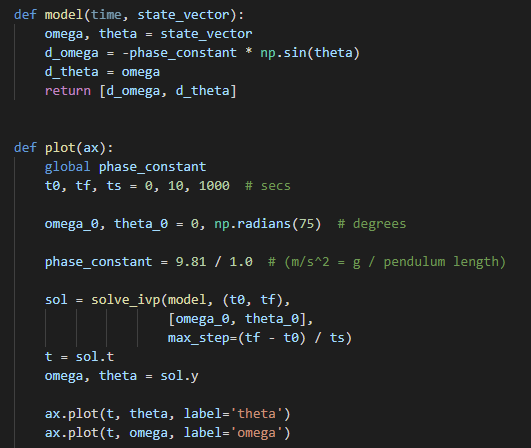 def model(time, state_vector):
    omega, theta = state_vector
    d_omega = -phase_constant * np.sin(theta)
    d_theta = omega
    return [d_omega, d_theta]
def plot(ax):
    global phase_constant
    t0, tf, ts = 0, 10, 1000  # secs
    omega_0, theta_0 = 0, np.radians(75)  # degrees
    phase_constant = 9.81 / 1.0  # (m/s^2 = g / pendulum length)
    sol = solve_ivp(model, (t0, tf),
                    [omega_0, theta_0],
                    max_step=(tf - t0) / ts)
    t = sol.t
    omega, theta = sol.y
    ax.plot(t, theta, label='theta')
    ax.plot(t, omega, label='omega')